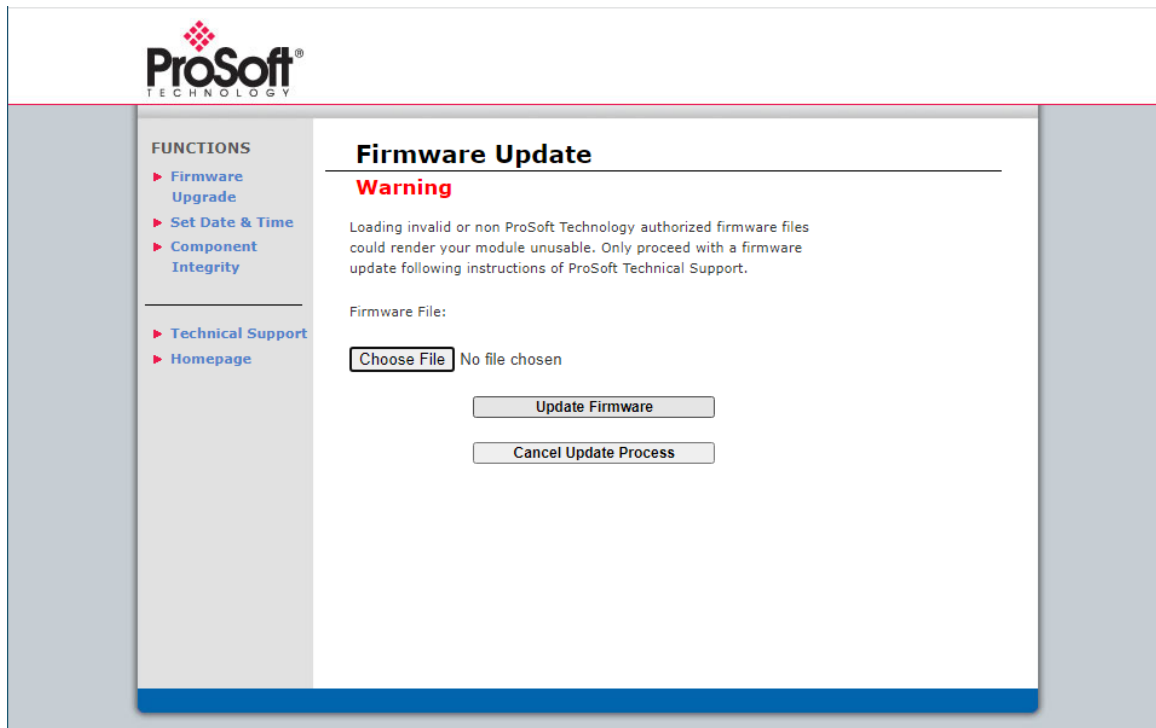 ProSoft®
TECHNOLOGY
FUNCTIONS
Firmware
Upgrade
Set Date & Time
Component
Integrity
Technical Support
Homepage
Firmware Update
Warning
Loading invalid or non ProSoft Technology authorized firmware files
could render your module unusable. Only proceed with a firmware
update following instructions of ProSoft Technical Support.
Firmware File:
Choose File No file chosen
Update Firmware
Cancel Update Process